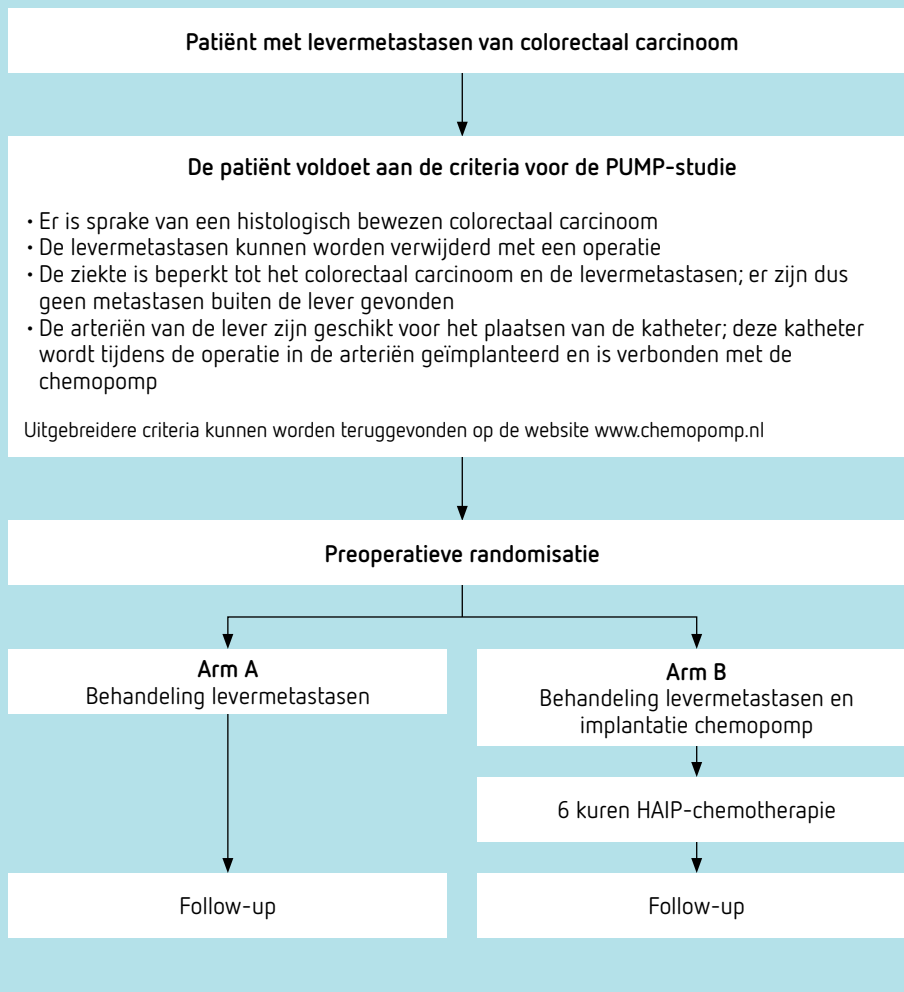 Patiënt met levermetastasen van colorectaal carcinoom
De patiënt voldoet aan de criteria voor de PUMP-studie
• Er is sprake van een histologisch bewezen colorectaal carcinoom
• De levermetastasen kunnen worden verwijderd met een operatie
• De ziekte is beperkt tot het colorectaal carcinoom en de levermetastasen; er zijn dus
geen metastasen buiten de lever gevonden
• De arteriën van de lever zijn geschikt voor het plaatsen van de katheter; deze katheter
wordt tijdens de operatie in de arteriën geïmplanteerd en is verbonden met de
chemopomp
Uitgebreidere criteria kunnen worden teruggevonden op de website www.chemopomp.nl
Preoperatieve randomisatie
Arm A
Behandeling levermetastasen
Arm B
Behandeling levermetastasen en
implantatie chemopomp
6 kuren HAIP-chemotherapie
Follow-up
Follow-up